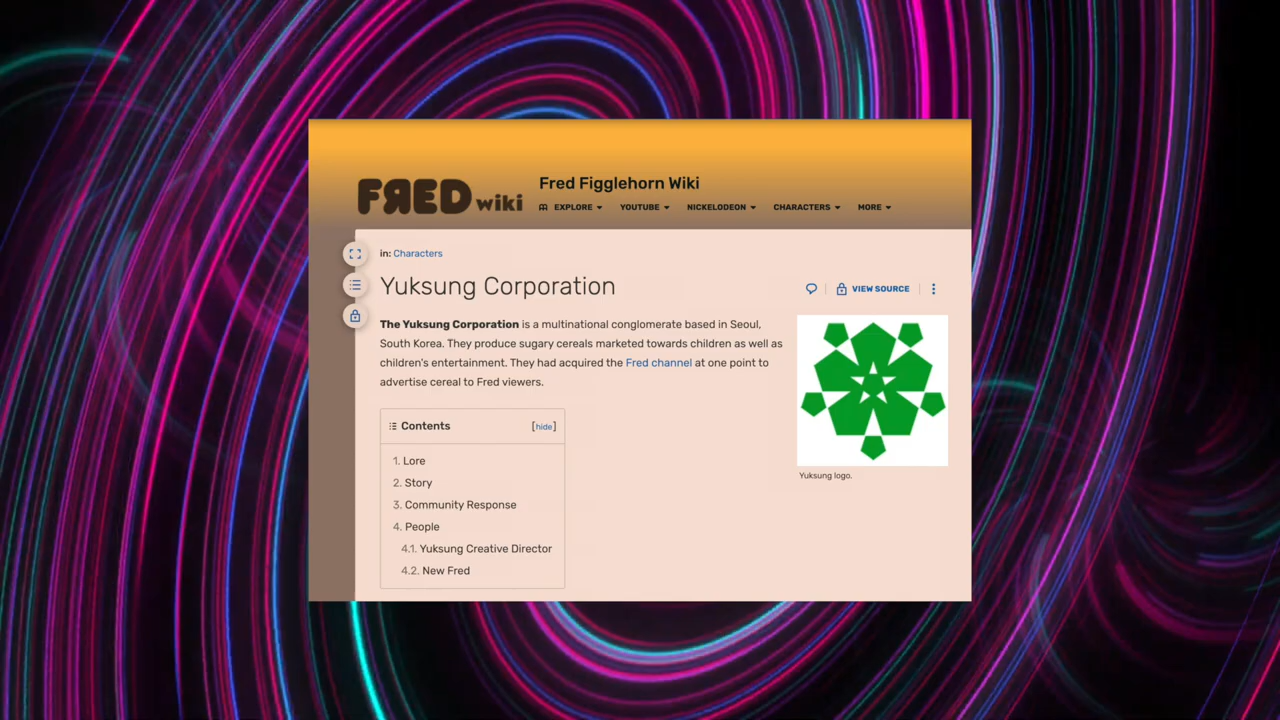 FRED wiki
Fred Figglehorn Wiki
EXPLORE YOUTUBE NICKELODEON CHARACTERS MORE
in: Characters
Yuksung Corporation
VIEW SOURCE
The Yuksung Corporation is a multinational conglomerate based in Seoul,
South Korea. They produce sugary cereals marketed towards children as well as
children's entertainment. They had acquired the Fred channel at one point to
advertise cereal to Fred viewers.
Yuksung logo.
Contents [hide]
1. Lore
2. Story
3. Community Response
4. People
4.1. Yuksung Creative Director
4.2. New Fred